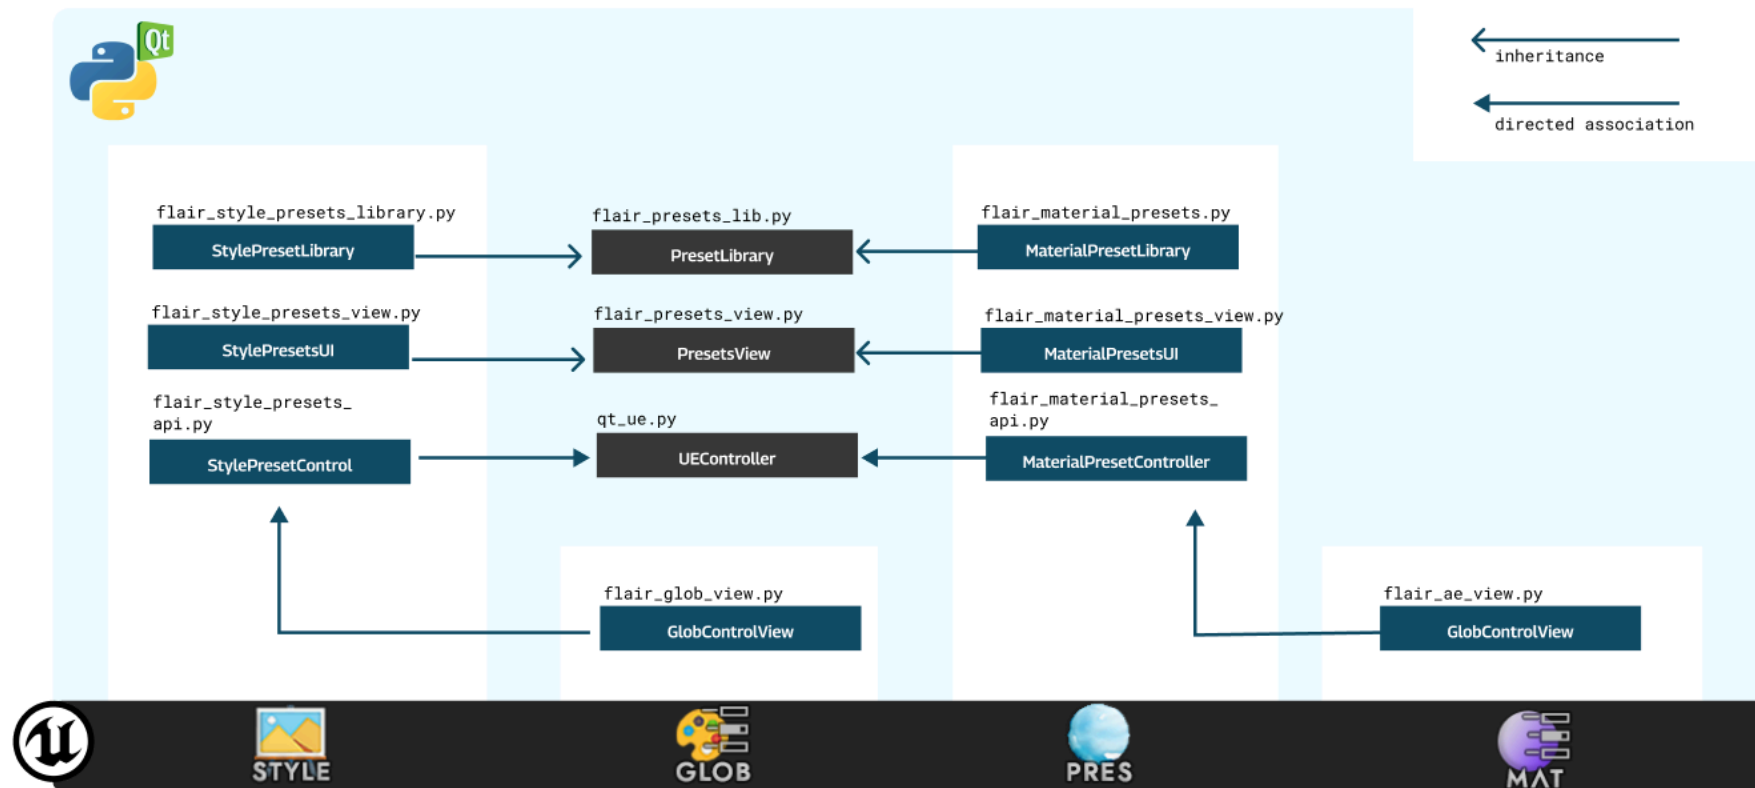 Qt
inheritance
directed association
flair_style_presets_library.py
StylePresetLibrary
flair_presets_lib.py
PresetLibrary
flair_material_presets.py
MaterialPresetLibrary
flair_style_presets_view.py
StylePresetsUI
flair_presets_view.py
PresetsView
flair_material_presets_view.py
MaterialPresetsUI
flair_style_presets_
api.py
StylePresetControl
qt_ue.py
UEController
flair_material_presets_
api.py
MaterialPresetController
flair_glob_view.py
GlobControlView
flair_ae_view.py
GlobControlView
STYLE
GLOB
PRES
MAT